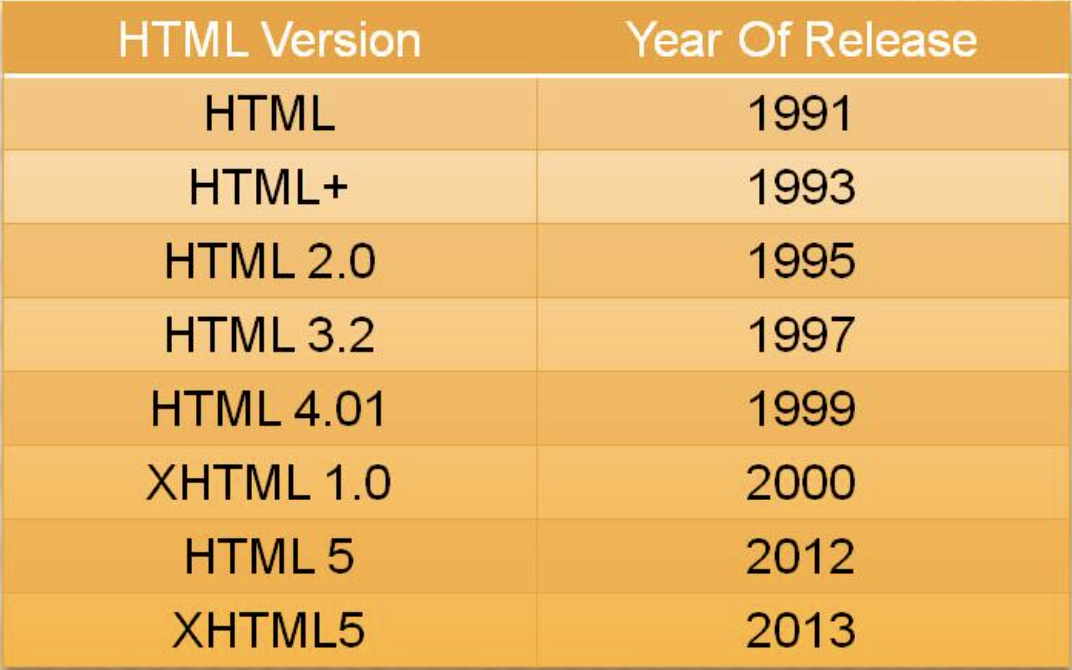 HTML Version Year Of Release
HTML 1991
HTML+ 1993
HTML 2.0 1995
HTML 3.2 1997
HTML 4.01 1999
XHTML 1.0 2000
HTML 5 2012
XHTML5 2013